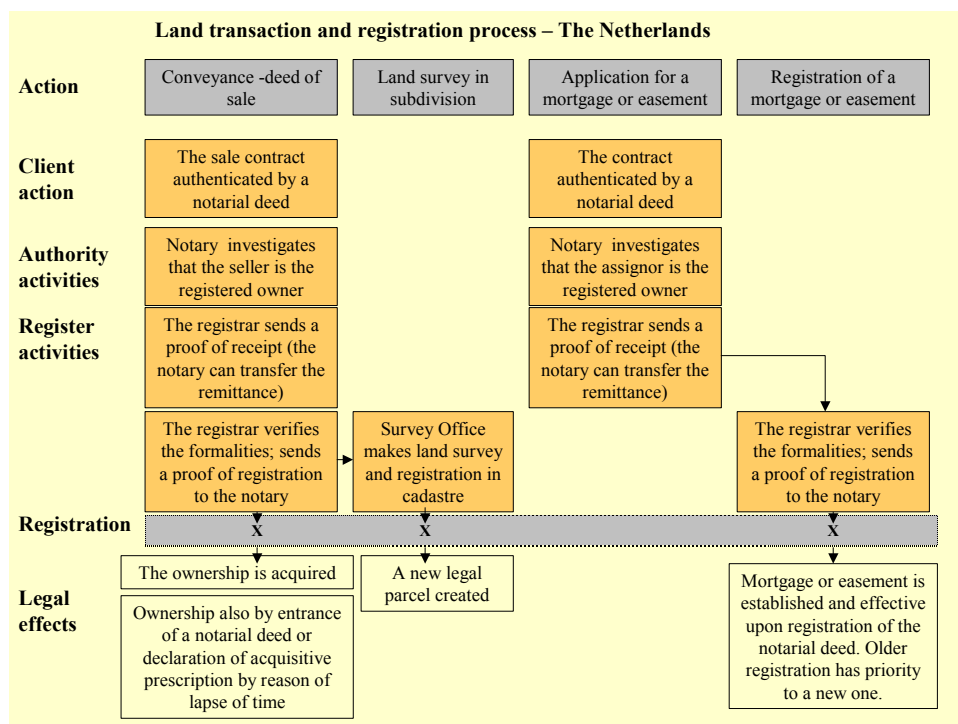 Land transaction and registration process – The Netherlands
Action
Conveyance -deed of
sale
Land survey in
subdivision
Application for a
mortgage or easement
Registration of a
mortgage or easement
Client
action
The sale contract
authenticated by a
notarial deed
The contract
authenticated by a
notarial deed
Authority
activities
Notary investigates
that the seller is the
registered owner
Notary investigates
that the assignor is the
registered owner
Register
activities
The registrar sends a
proof of receipt (the
notary can transfer the
remittance)
The registrar sends a
proof of receipt (the
notary can transfer the
remittance)
The registrar verifies
the formalities; sends
a proof of registration
to the notary
Survey Office
makes land survey
and registration in
cadastre
The registrar verifies
the formalities; sends
a proof of registration
to the notary
Registration
X
X
X
Legal
effects
The ownership is acquired
Ownership also by entrance
of a notarial deed or
declaration of acquisitive
prescription by reason of
lapse of time
A new legal
parcel created
Mortgage or easement is
established and effective
upon registration of the
notarial deed. Older
registration has priority
to a new one.